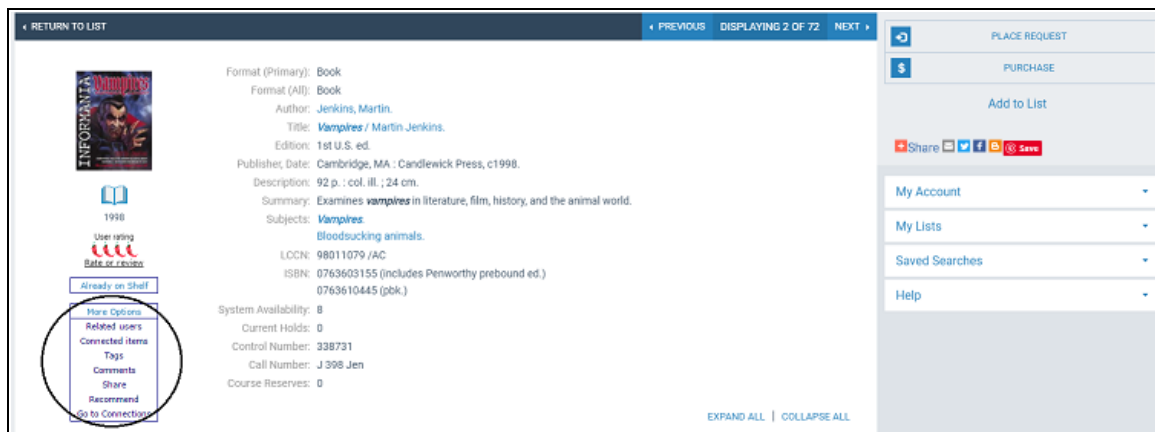 RETURN TO LIST
PREVIOUS DISPLAYING 2 OF 72 NEXT
INFORMANIA
Vampires
1998
User rating
Rate or review
Already on Shelf
More Options
Related users
Connected items
Tags
Comments
Share
Recommend
Go to Connections
Format (Primary): Book
Format (All): Book
Author: Jenkins, Martin.
Title: Vampires / Martin Jenkins.
Edition: 1st U.S. ed.
Publisher, Date: Cambridge, MA : Candlewick Press, c1998.
Description: 92 p. : col. ill. ; 24 cm.
Summary: Examines vampires in literature, film, history, and the animal world.
Subjects: Vampires.
Bloodsucking animals.
LCCN: 98011079 /AC
ISBN: 0763603155 (includes Penworthy prebound ed.)
0763610445 (pbk.)
System Availability: 8
Current Holds: 0
Control Number: 338731
Call Number: J 398 Jen
Course Reserves: 0
EXPAND ALL | COLLAPSE ALL
PLACE REQUEST
$ PURCHASE
Add to List
Share Save
My Account
My Lists
Saved Searches
Help